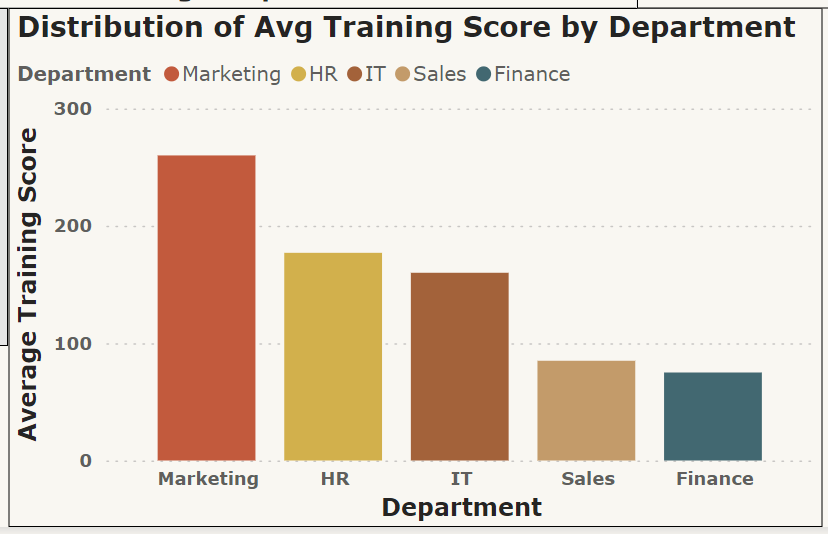 Distribution of Avg Training Score by Department
Department Marketing HR IT Sales Finance
Average Training Score
300
200
100
0
Marketing HR IT Sales Finance
Department